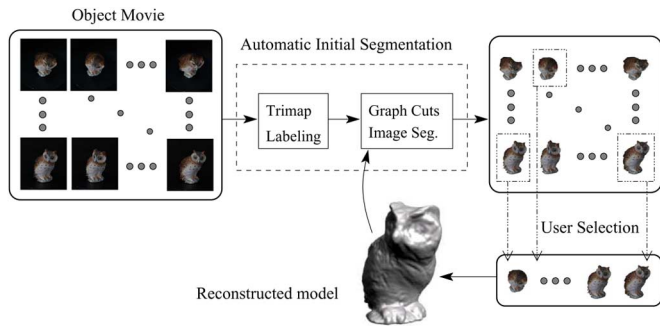 Object Movie
Automatic Initial Segmentation
Trimap
Labeling
Graph Cuts
Image Seg.
User Selection
Reconstructed model